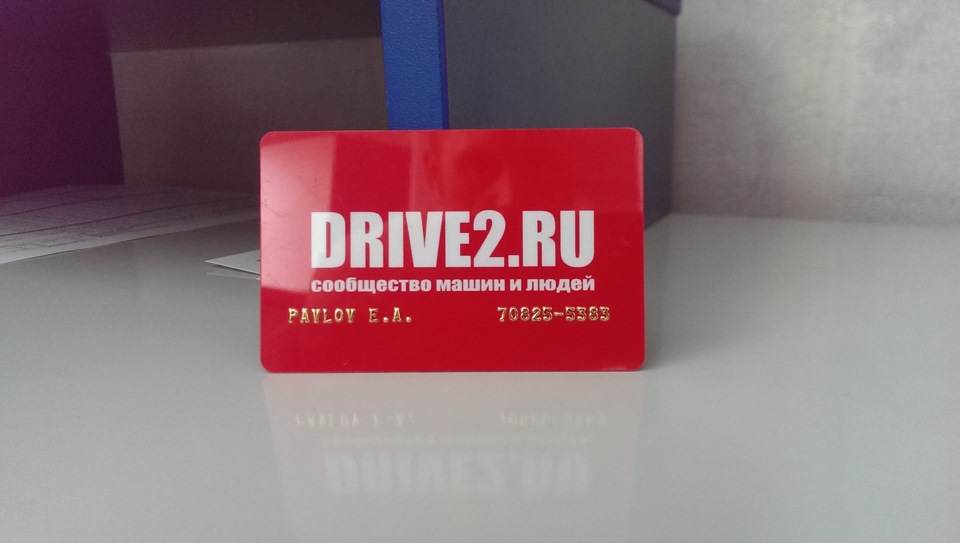 DRIVE2.RU
сообщество машин и людей
PAVLOV E.A. 70825-5383